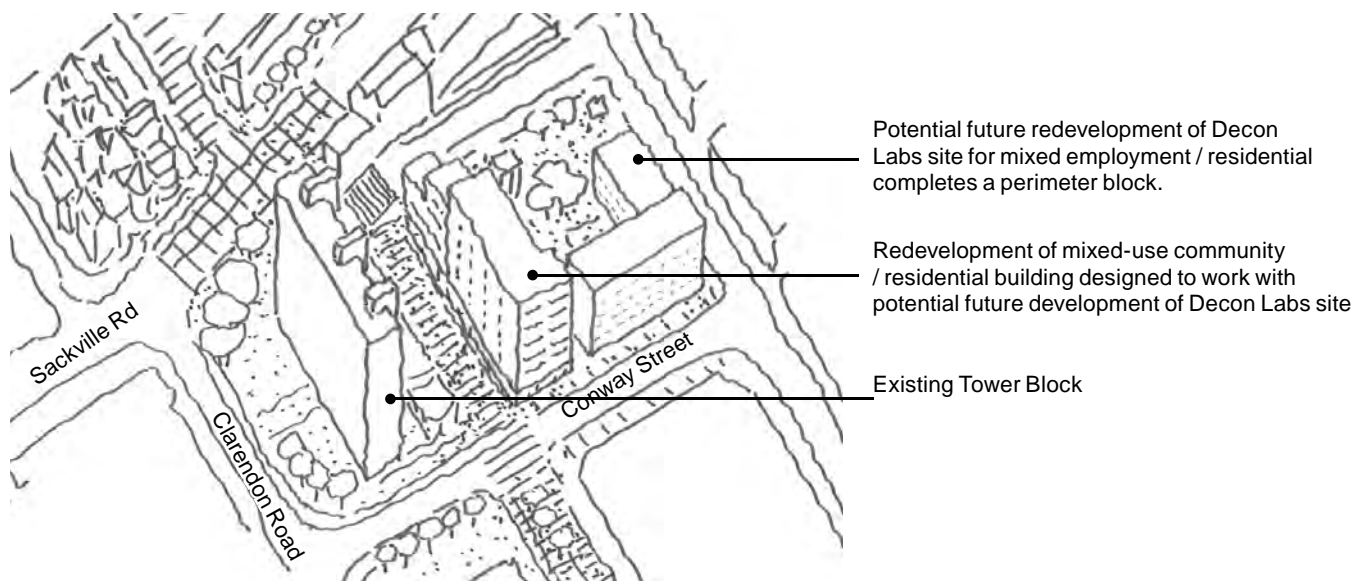 Potential future redevelopment of Decon
Labs site for mixed employment / residential
completes a perimeter block.
Redevelopment of mixed-use community
/ residential building designed to work with
potential future development of Decon Labs site
Existing Tower Block
Sackville Rd
Clarendon Road
Conway Street